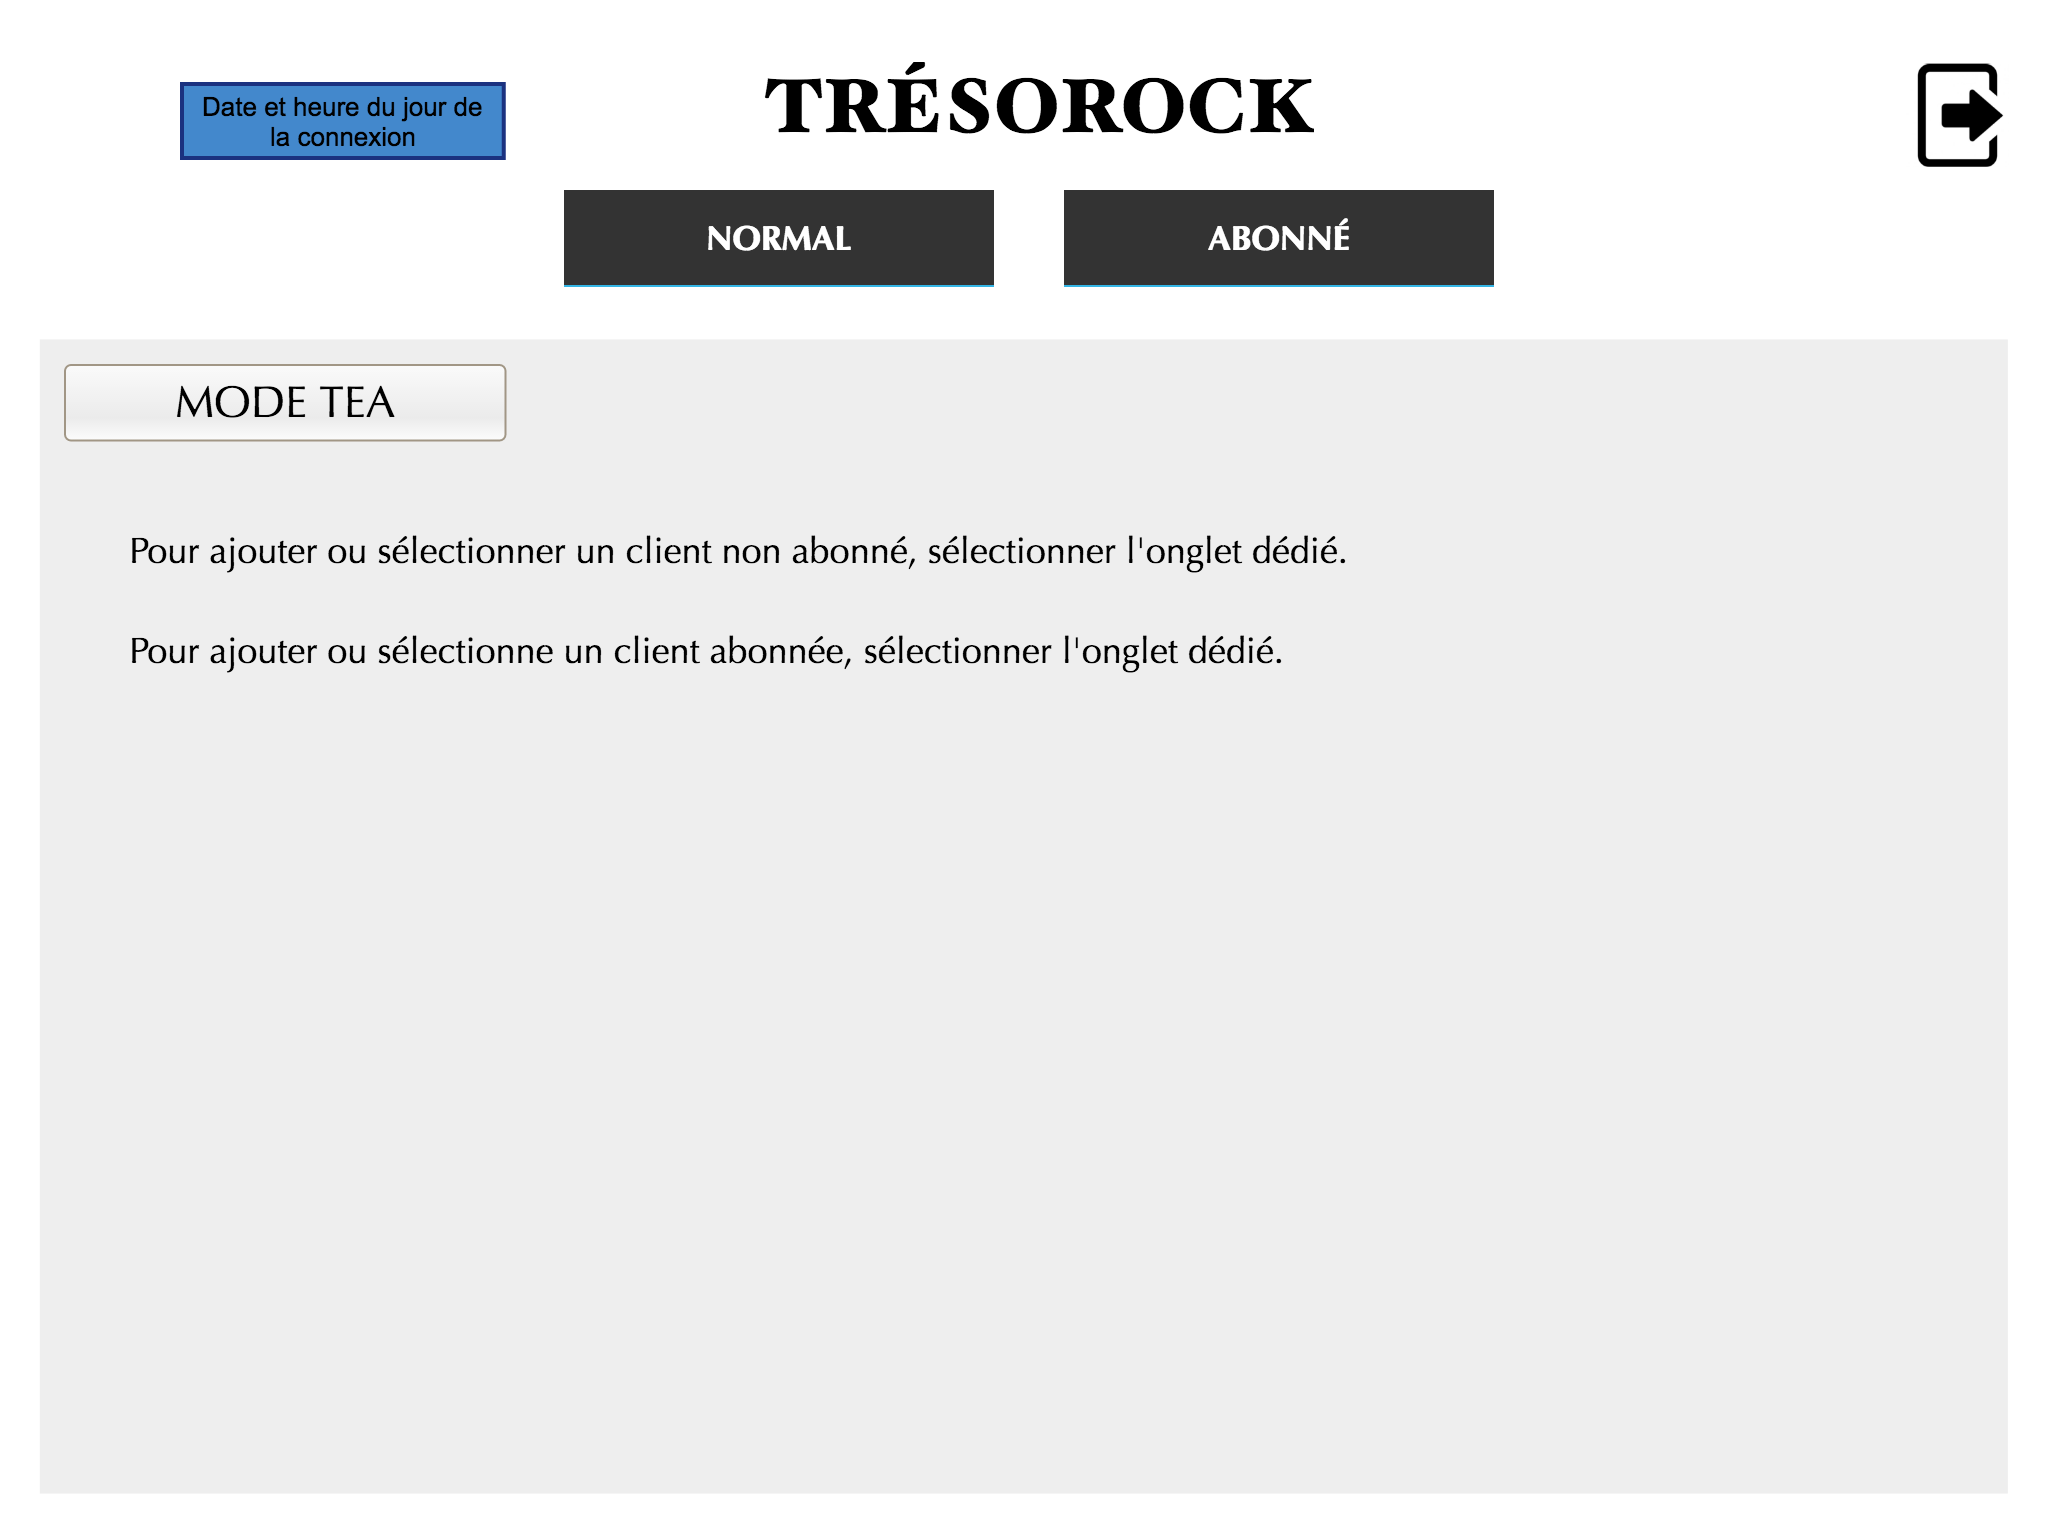 Date et heure du jour de
la connexion
TRÉSOROCK
NORMAL
ABONNÉ
MODE TEA
Pour ajouter ou sélectionner un client non abonné, sélectionner l'onglet dédié.
Pour ajouter ou sélectionne un client abonnée, sélectionner l'onglet dédié.